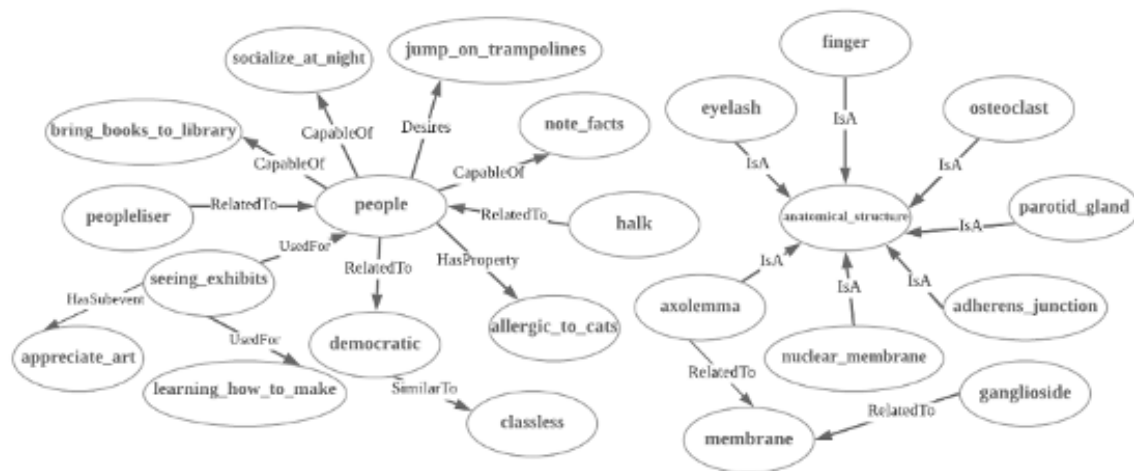 socialize_at_night
jump_on_trampolines
finger
bring_books_to_library
CapableOf
Desires
note_facts
eyelash
IsA
osteoclast
CapableOf
CapableOf
IsA
IsA
peopleliser
RelatedTo
people
RelatedTo
halk
anatomical_structure
parotid_gland
IsA
UsedFor
RelatedTo
HasProperty
seeing_exhibits
IsA
IsA
IsA
HasSubevent
axolemma
adherens_junction
appreciate_art
UsedFor
democratic
allergic_to_cats
nuclear_membrane
RelatedTo
learning_how_to_make
SimilarTo
ganglioside
classless
RelatedTo
membrane